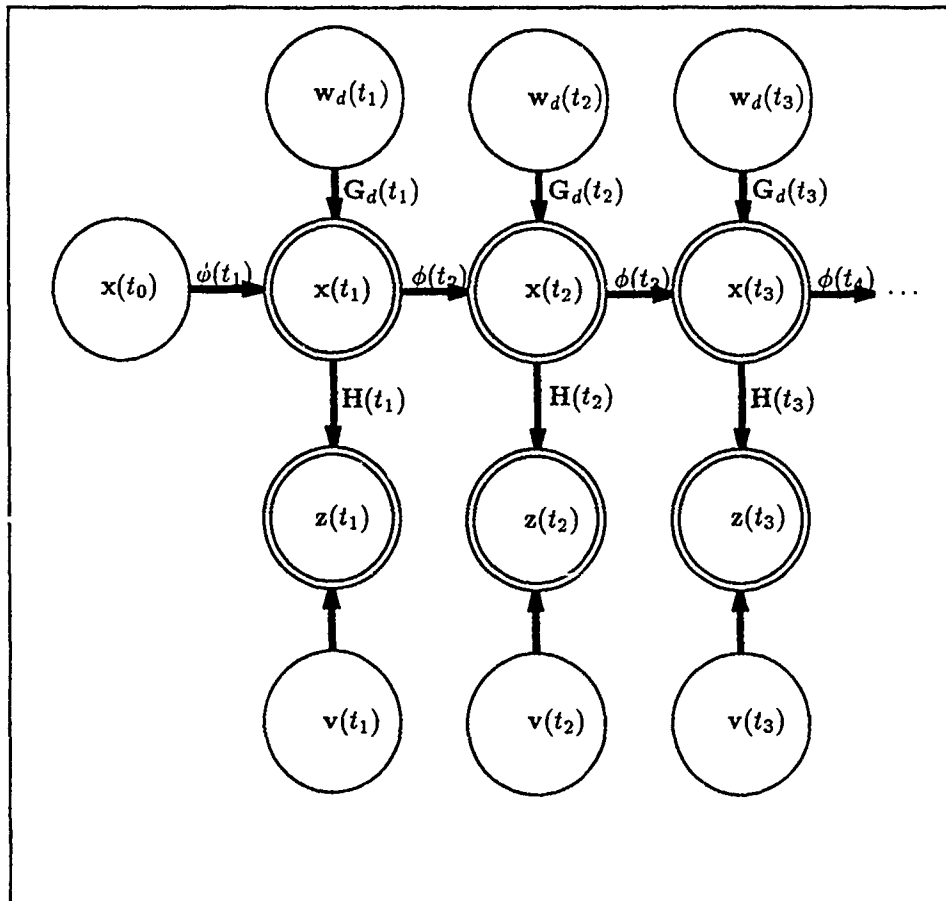 w_d(t_1) w_d(t_2) w_d(t_3)
G_d(t_1) G_d(t_2) G_d(t_3)
x(t_0) ϕ(t_1) x(t_1) ϕ(t_2) x(t_2) ϕ(t_3) x(t_3) ϕ(t_4) ...
H(t_1) H(t_2) H(t_3)
z(t_1) z(t_2) z(t_3)
v(t_1) v(t_2) v(t_3)